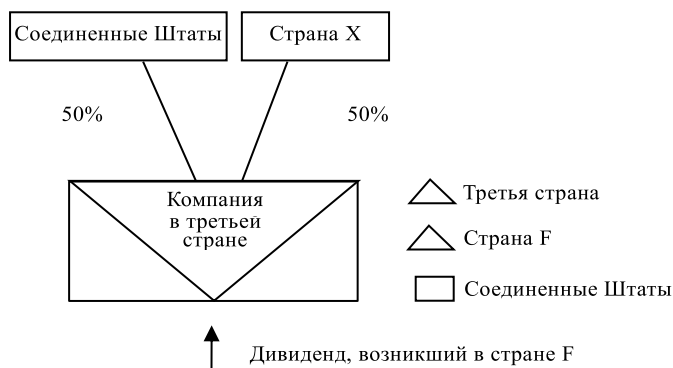 Соединенные Штаты
Страна X
50%
50%
Компания
в третьей
стране
Третья страна
Страна F
Соединенные Штаты
Дивиденд, возникший в стране F